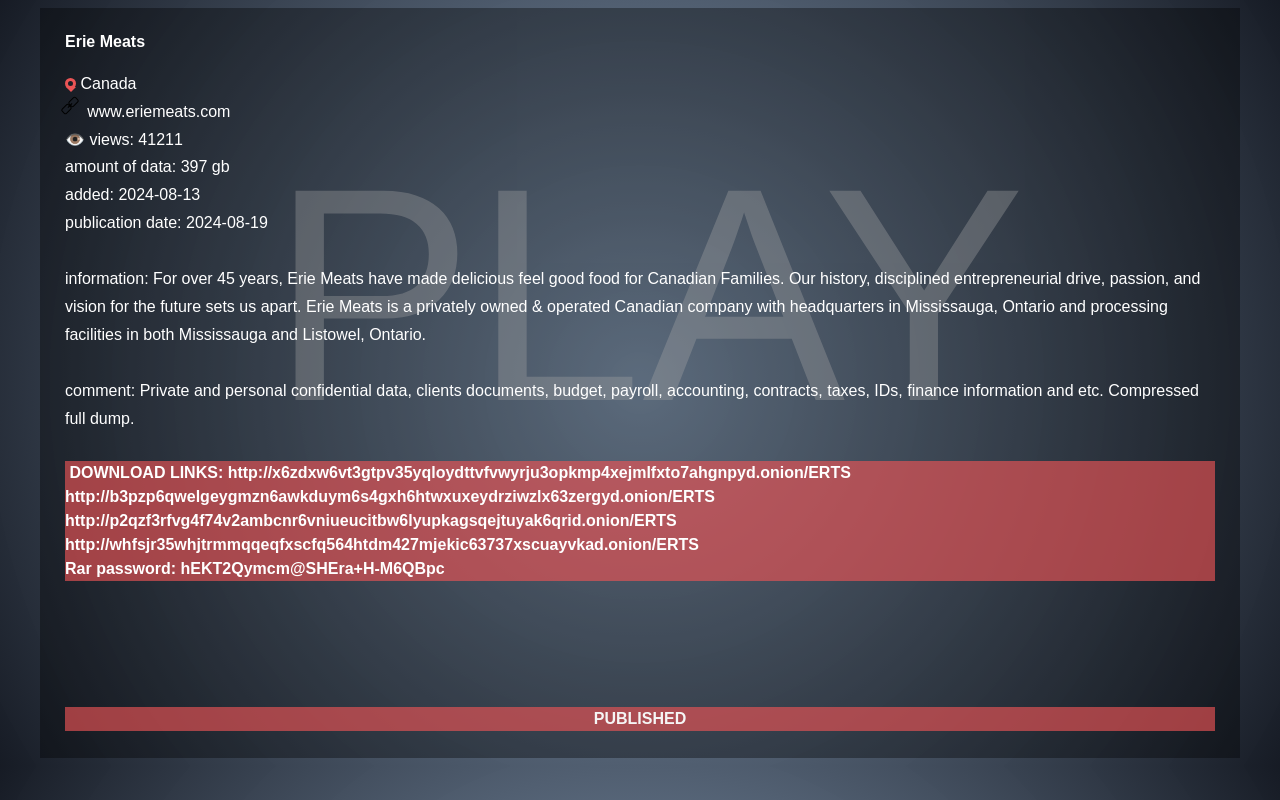 Erie Meats
Canada
www.eriemeats.com
views: 41211
amount of data: 397 gb
added: 2024-08-13
publication date: 2024-08-19
PLAY
information: For over 45 years, Erie Meats have made delicious feel good food for Canadian Families. Our history, disciplined entrepreneurial drive, passion, and
vision for the future sets us apart. Erie Meats is a privately owned & operated Canadian company with headquarters in Mississauga, Ontario and processing
facilities in both Mississauga and Listowel, Ontario.
comment: Private and personal confidential data, clients documents, budget, payroll, accounting, contracts, taxes, IDs, finance information and etc. Compressed
full dump.
DOWNLOAD LINKS: http://x6zdxw6vt3gtpv35yqloydttvfvwyrju3opkmp4xejmlfxto7ahgnpyd.onion/ERTS
http://b3pzp6qwelgeygmzn6awkduym6s4gxh6htwxuxeydrziwzlx63zergyd.onion/ERTS
http://p2qzf3rfvg4f74v2ambcnr6vniueucitbw6lyupkagsqejtuyak6qrid.onion/ERTS
http://whfsjr35whjtrmmqqeqfxscfq564htdm427mjekic63737xscuayvkad.onion/ERTS
Rar password: hEKT2Qymcm@SHEra+H-M6QBpc
PUBLISHED